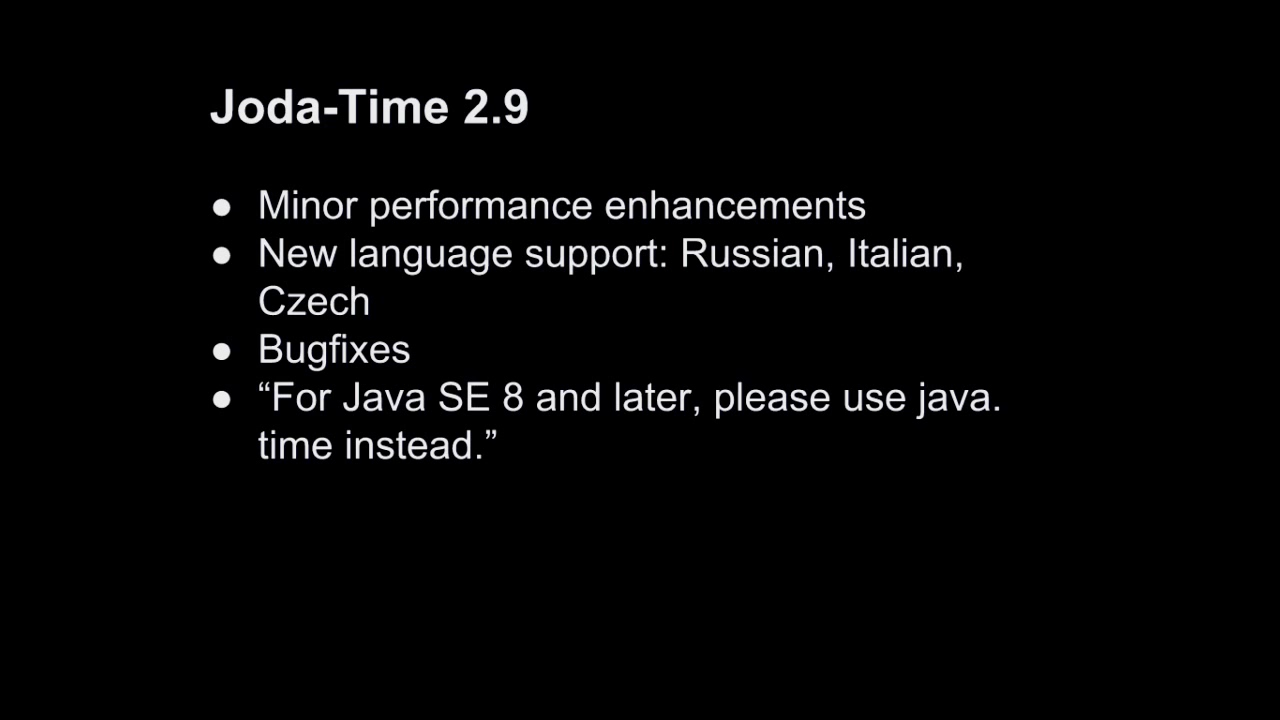 Joda-Time 2.9
● Minor performance enhancements
● New language support: Russian, Italian,
Czech
● Bugfixes
● “For Java SE 8 and later, please use java.
time instead.”